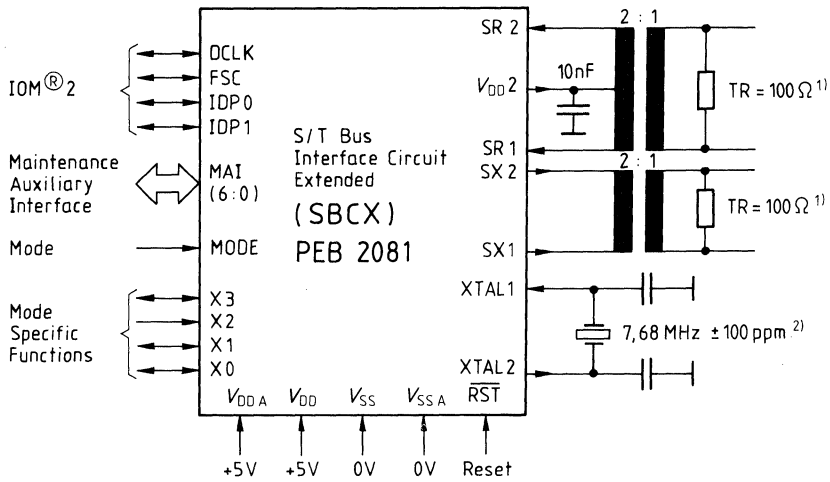 IOM® 2
DCLK
FSC
IDP0
IDP1
Maintenance
Auxiliary
Interface
MAI
(6:0)
Mode
MODE
Mode
Specific
Functions
X3
X2
X1
X0
S/T Bus
Interface Circuit
Extended
(SBCX)
PEB 2081
SR 2
VDD2
SR 1
SX 2
SX 1
XTAL1
XTAL2
2 : 1
10nF
TR = 100 Ω 1)
2 : 1
TR = 100 Ω 1)
7,68 MHz ±100 ppm 2)
VDD A
VDD
VSS
VSS A
RST
+5V
+5V
0V
0V
Reset